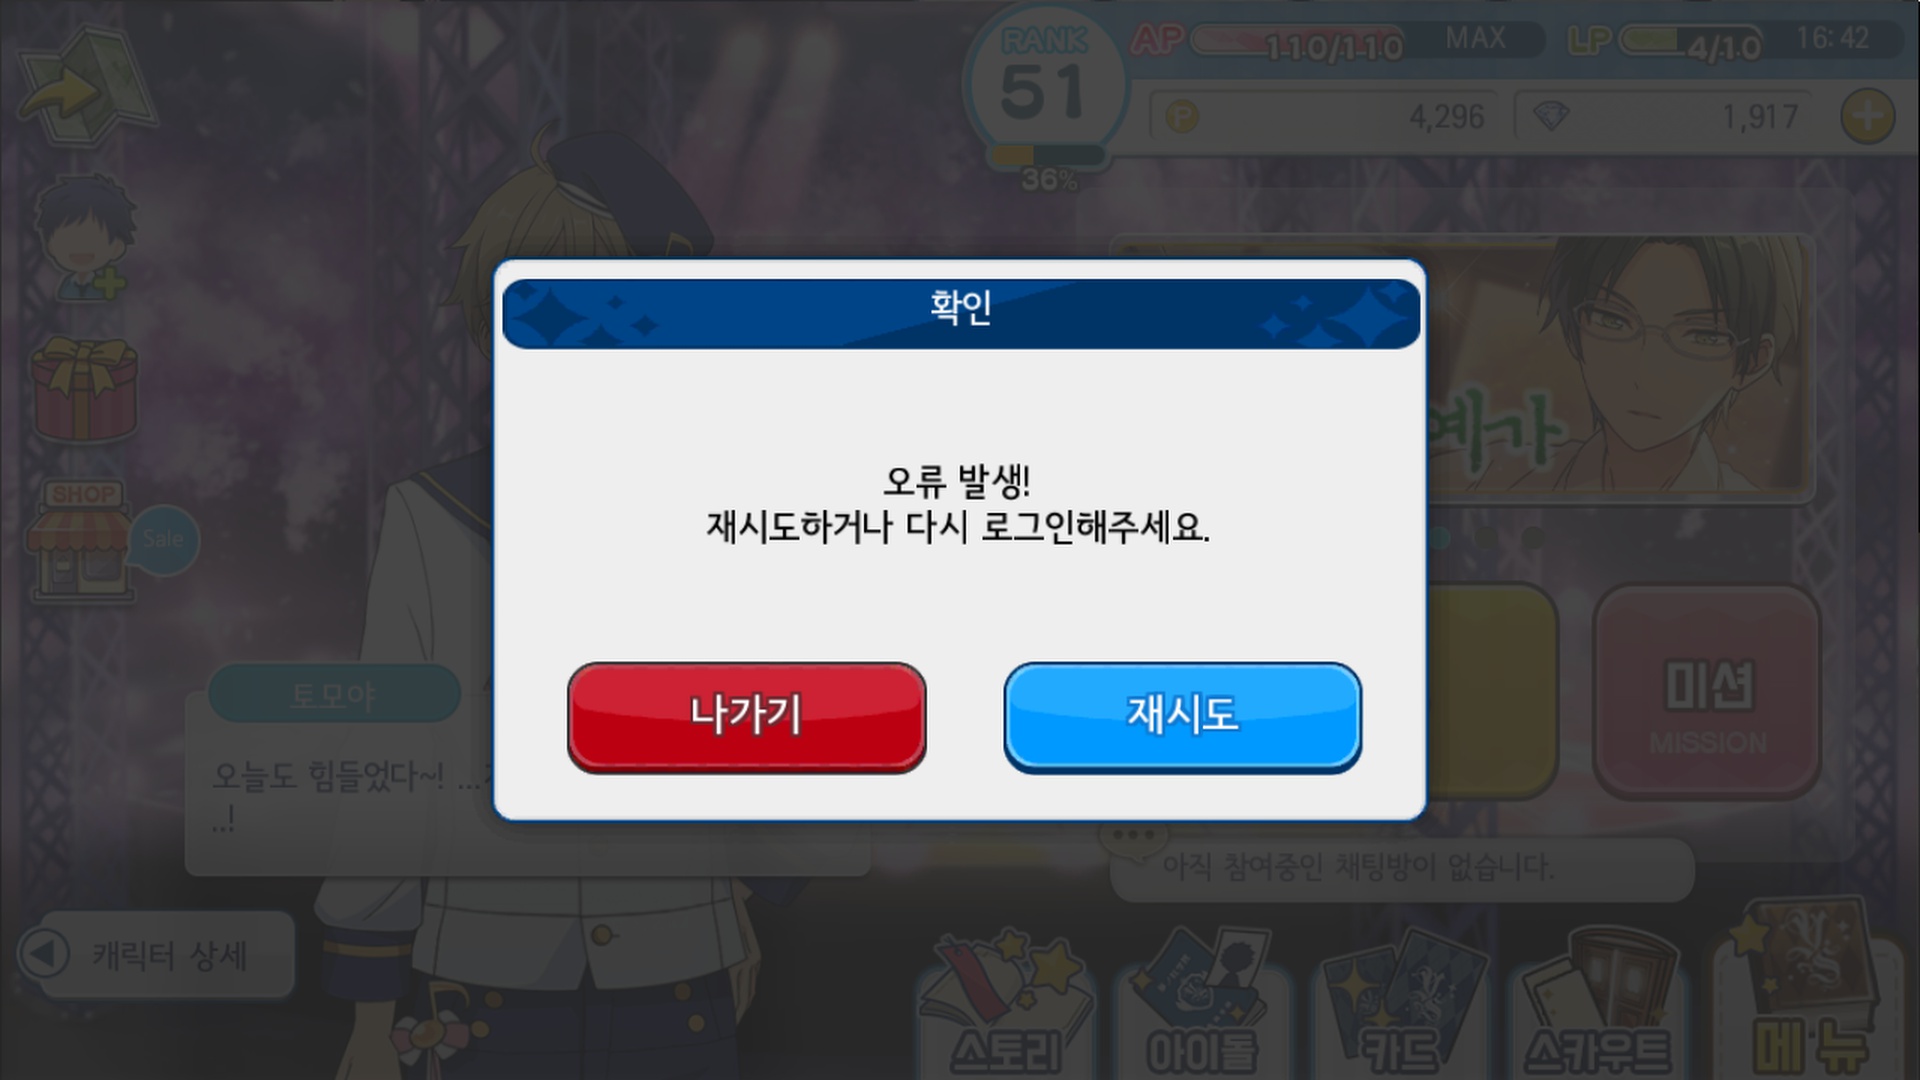 RANK
51
36%
AP
110/110
MAX
LP
4/10
16:42
P
4,296
1,917
예가
SHOP
Sale
확인
오류 발생!
재시도하거나 다시 로그인해주세요.
나가기
재시도
토모야
오늘도 힘들었다~! ...
..!
미션
MISSION
아직 참여중인 채팅방이 없습니다.
캐릭터 상세
스토리
아이돌
카드
스카우트
메뉴